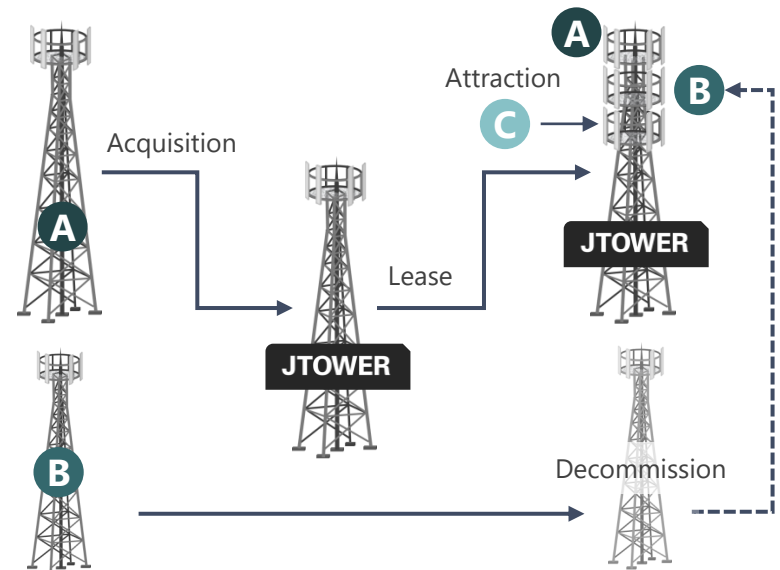 A
Attraction
B
C
Acquisition
A
JTOWER
Lease
JTOWER
B
Decommission